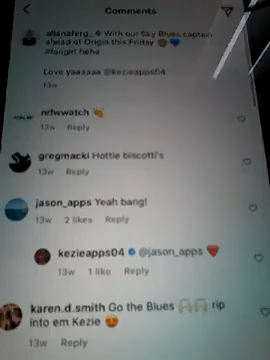 Comments
allanaferg_ With our Sky Blues captain
ahead of Origin this Friday
#fangirl hehe
Love yaaaaaa @kezieapps04
13w
nrlwwatch 👏
13w Reply
gregmacki Hottie biscotti's
13w Reply
jason_apps Yeah bang!
13w 2 likes Reply
kezieapps04 @jason_apps ❤️
13w 1 like Reply
karen.d.smith Go the Blues 🙌🙌 rip
into em Kezie 😍
13w Reply